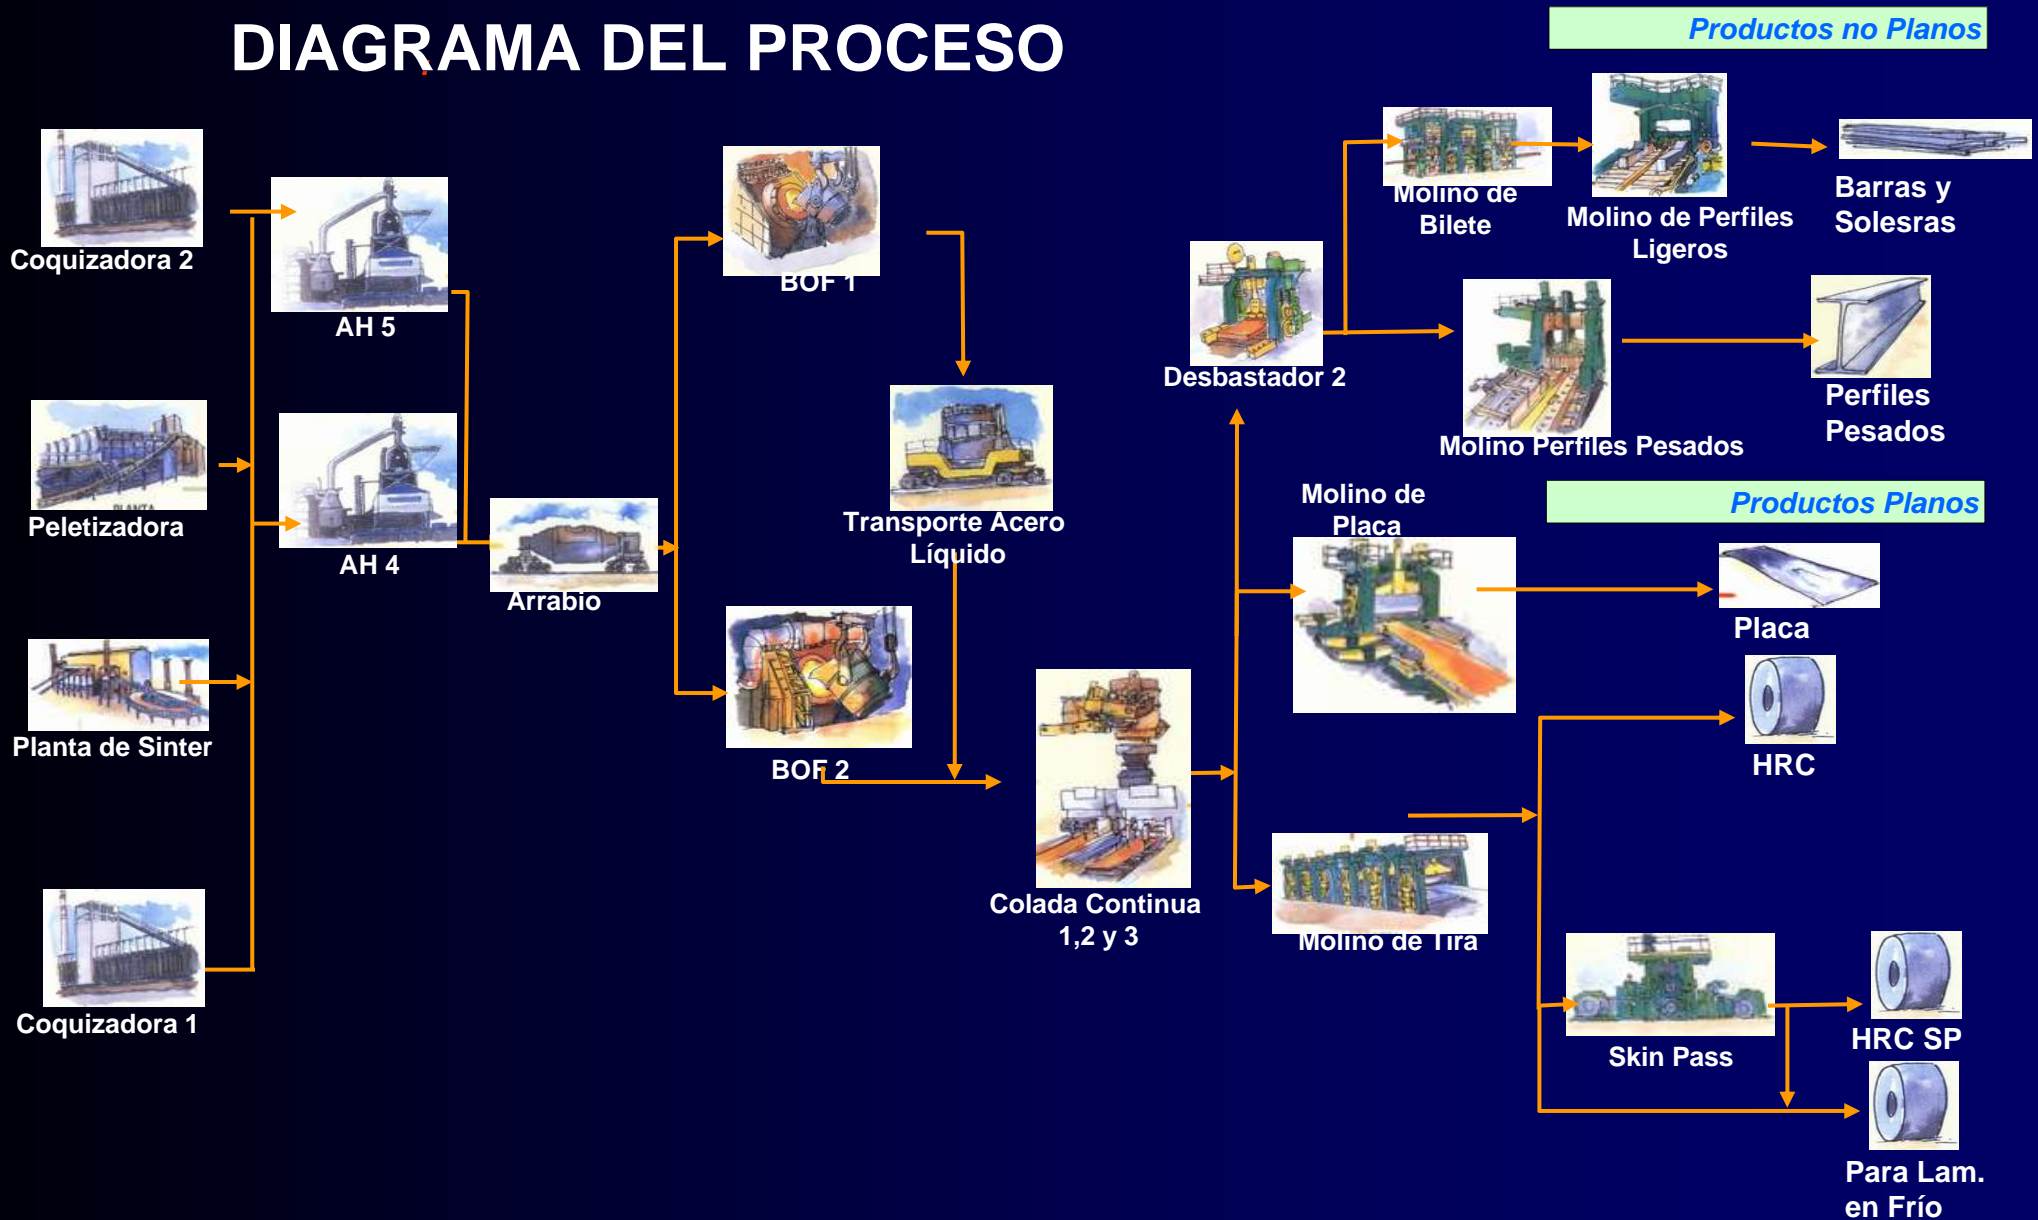 DIAGRAMA DEL PROCESO
Productos no Planos
Coquizadora 2
AH 5
BOF 1
Molino de
Bilete
Molino de Perfiles
Ligeros
Barras y
Solesras
Desbastador 2
Molino Perfiles Pesados
Perfiles
Pesados
Peletizadora
PLANTA
AH 4
Arrabio
Transporte Acero
Líquido
Molino de
Placa
Productos Planos
Placa
Planta de Sinter
BOF 2
HRC
Colada Continua
1,2 y 3
Molino de Tira
Coquizadora 1
Skin Pass
HRC SP
Para Lam.
en Frío